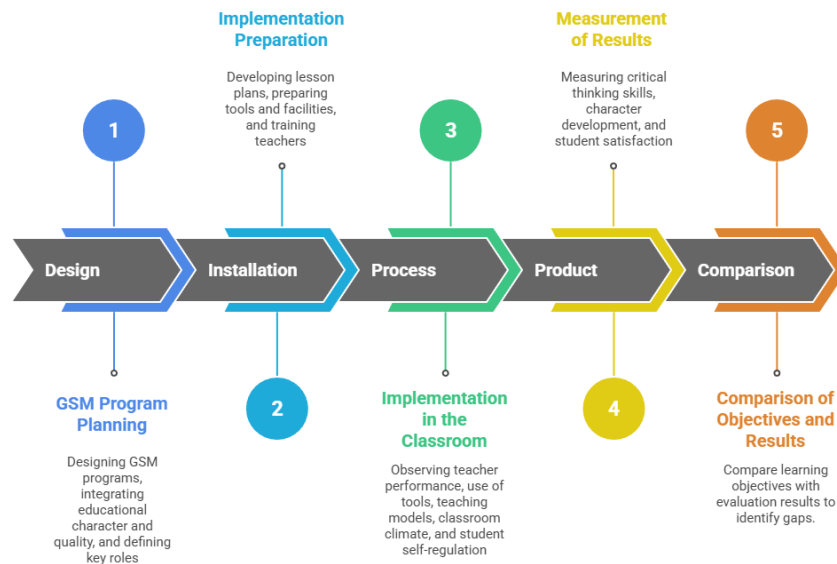 Implementation
Preparation
Developing lesson
plans, preparing
tools and facilities,
and training
teachers
Measurement
of Results
Measuring critical
thinking skills,
character
development, and
student satisfaction
1
3
5
Design
Installation
Process
Product
Comparison
2
4
GSM Program
Planning
Designing GSM
programs,
integrating
educational
character and
quality, and defining
key roles
Implementation
in the
Classroom
Observing teacher
performance, use of
tools, teaching
models, classroom
climate, and student
self-regulation
Comparison of
Objectives and
Results
Compare learning
objectives with
evaluation results to
identify gaps.